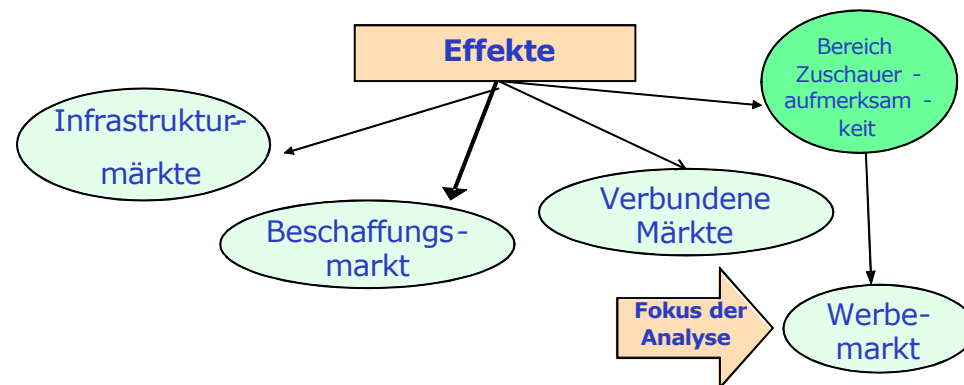 Effekte
Bereich
Zuschauer -
aufmerksam -
keit
Infrastruktur-
märkte
Beschaffungs-
markt
Verbundene
Märkte
Fokus der
Analyse
Werbe-
markt